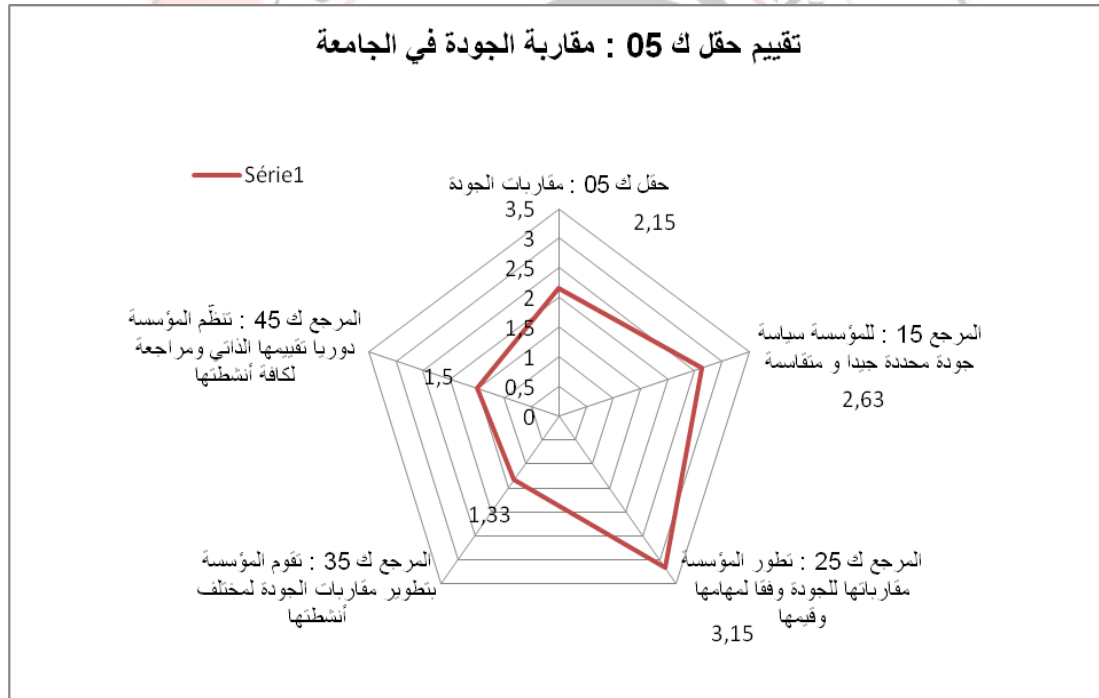 تقييم حقل ك 05 : مقاربة الجودة في الجامعة
Série1
حقل ك 05 : مقاربات الجودة
2,15
3,5
3
2,5
2
1,5
1
0,5
0
المرجع 15 : للمؤسسة سياسة
جودة محددة جيدا و متقاسمة
2,63
المرجع ك 25 : تطور المؤسسة
مقارباتها للجودة وفقا لمهامها
وقيمها
3,15
المرجع ك 35 : تقوم المؤسسة
بتطوير مقاربات الجودة لمختلف
أنشطتها
1,33
المرجع ك 45 : تنظّم المؤسسة
دوريا تقييمها الذاتي ومراجعة
لكافة أنشطتها
1,5